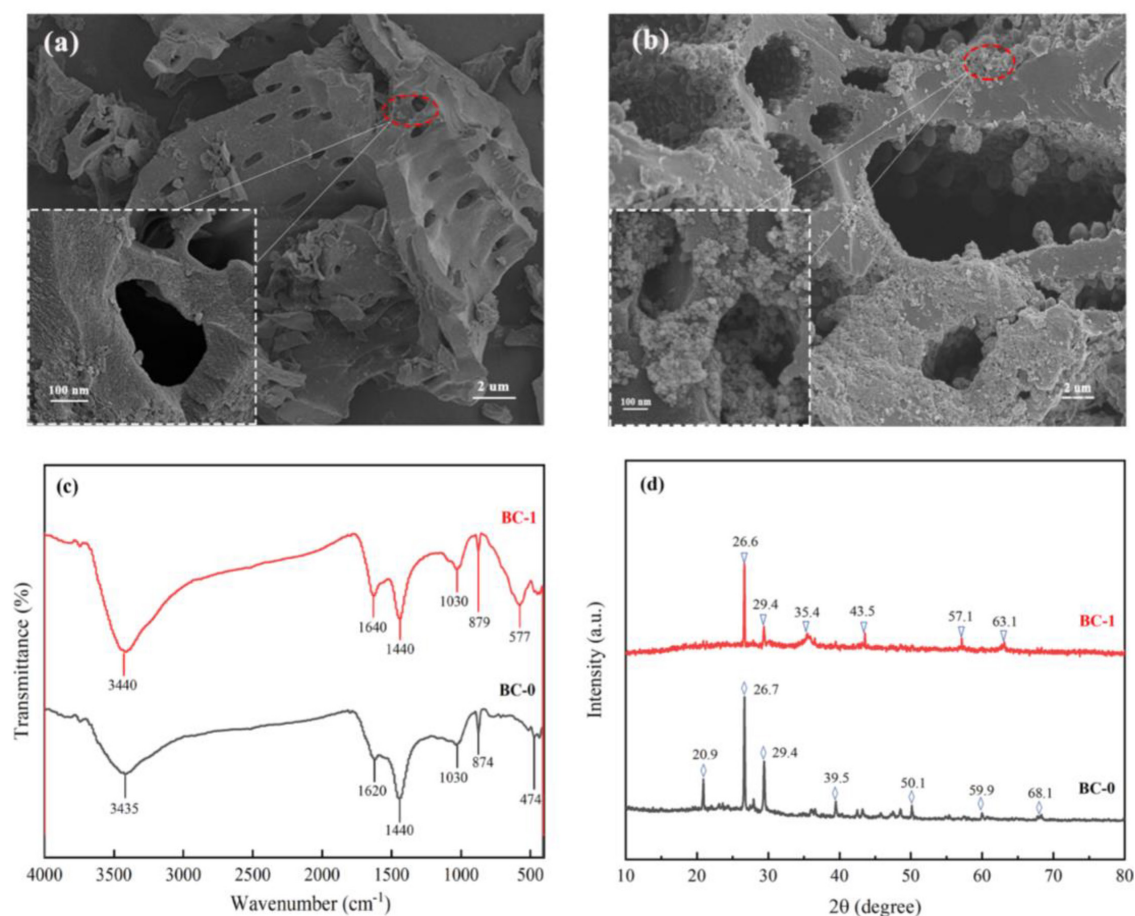 (a)
100 nm
2 um
(b)
100 nm
2 um
(c)
BC-1
1030
879
1640
577
1440
3440
BC-0
1030
874
1620
474
3435
1440
Transmittance (%)
4000 3500 3000 2500 2000 1500 1000 500
Wavenumber (cm⁻¹)
(d)
26.6
29.4
35.4
43.5
57.1
63.1
BC-1
26.7
20.9
29.4
39.5
50.1
59.9
68.1
BC-0
Intensity (a.u.)
10 20 30 40 50 60 70 80
2θ (degree)